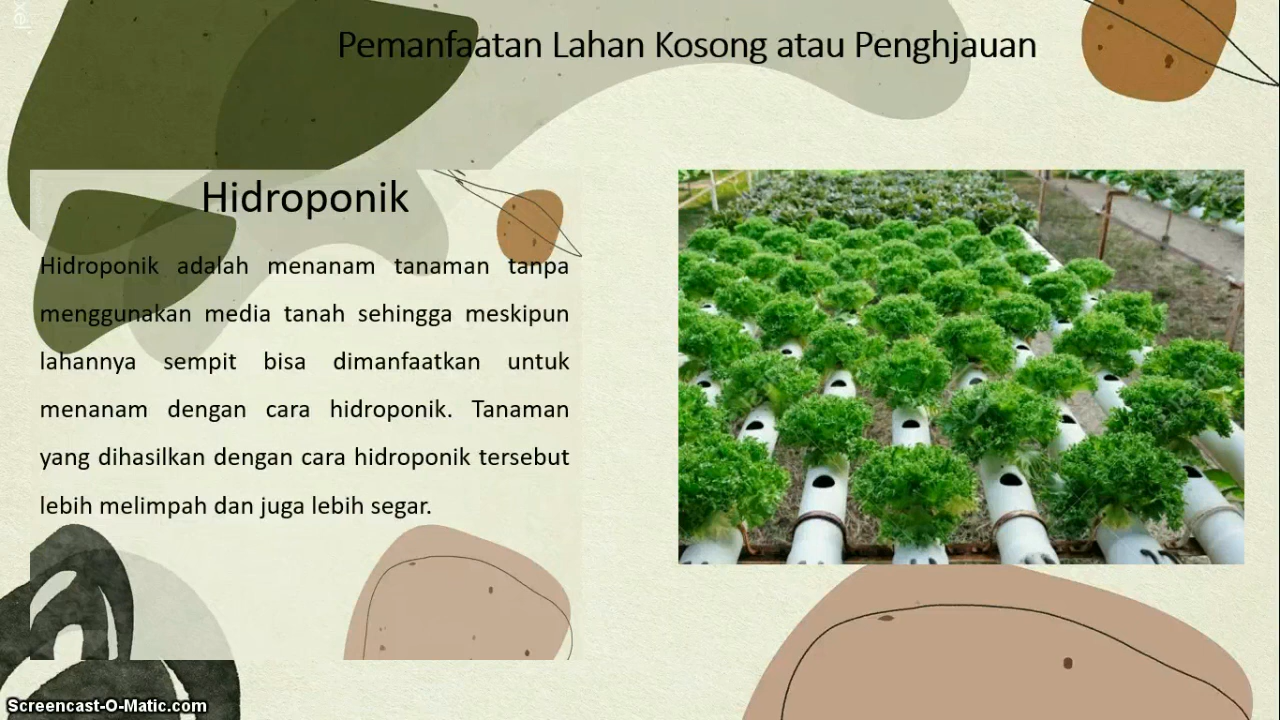 Pemanfaatan Lahan Kosong atau Penghjauan
Hidroponik
Hidroponik adalah menanam tanaman tanpa
menggunakan media tanah sehingga meskipun
lahannya sempit bisa dimanfaatkan untuk
menanam dengan cara hidroponik. Tanaman
yang dihasilkan dengan cara hidroponik tersebut
lebih melimpah dan juga lebih segar.
Screencast-O-Matic.com